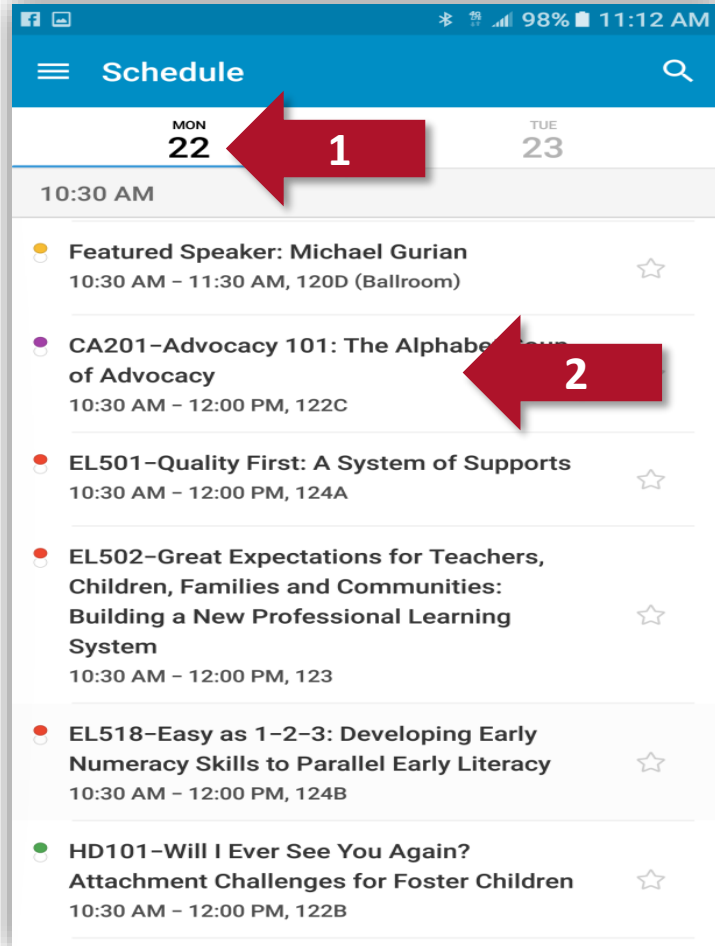 98% 11:12 AM
Schedule
MON TUE
22 23
1
10:30 AM
Featured Speaker: Michael Gurian
10:30 AM – 11:30 AM, 120D (Ballroom)
CA201–Advocacy 101: The Alphabet Soup
of Advocacy
2
10:30 AM – 12:00 PM, 122C
EL501–Quality First: A System of Supports
10:30 AM – 12:00 PM, 124A
EL502–Great Expectations for Teachers,
Children, Families and Communities:
Building a New Professional Learning
System
10:30 AM – 12:00 PM, 123
EL518–Easy as 1–2–3: Developing Early
Numeracy Skills to Parallel Early Literacy
10:30 AM – 12:00 PM, 124B
HD101–Will I Ever See You Again?
Attachment Challenges for Foster Children
10:30 AM – 12:00 PM, 122B